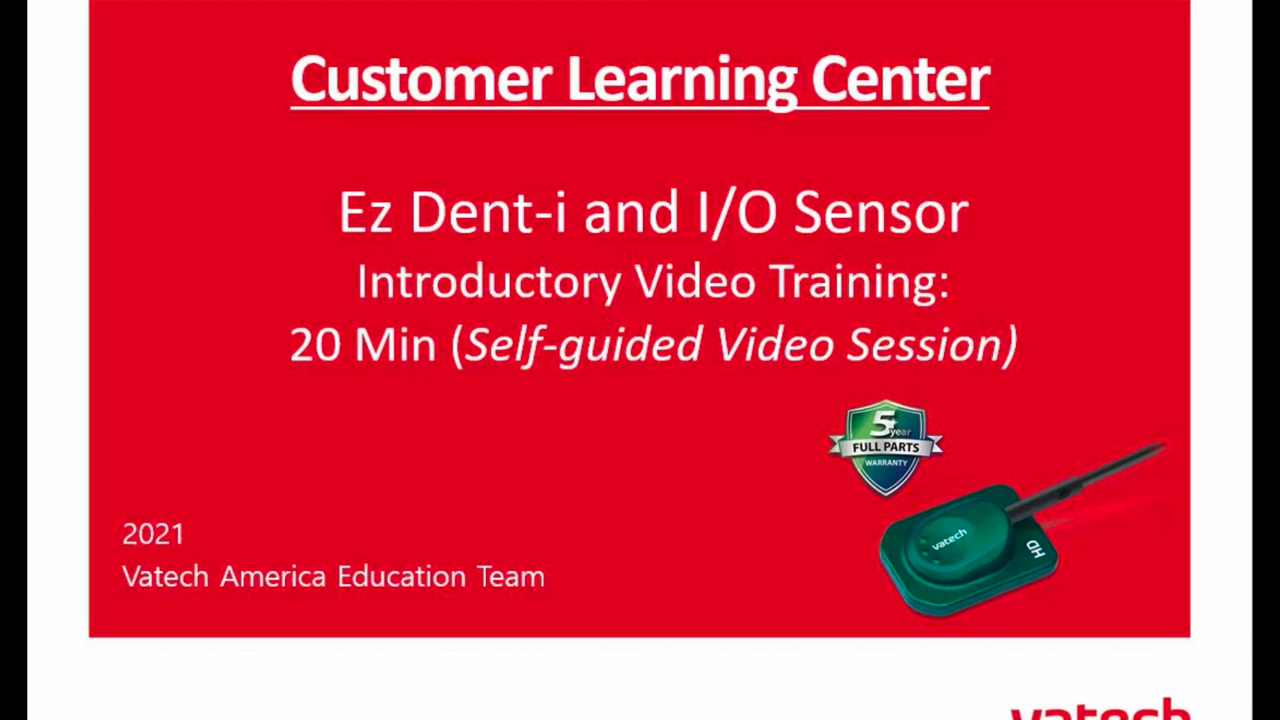 Customer Learning Center
Ez Dent-i and I/O Sensor
Introductory Video Training:
20 Min (Self-guided Video Session)
5 year
FULL PARTS
WARRANTY
vatech
HD
2021
Vatech America Education Team
vatech